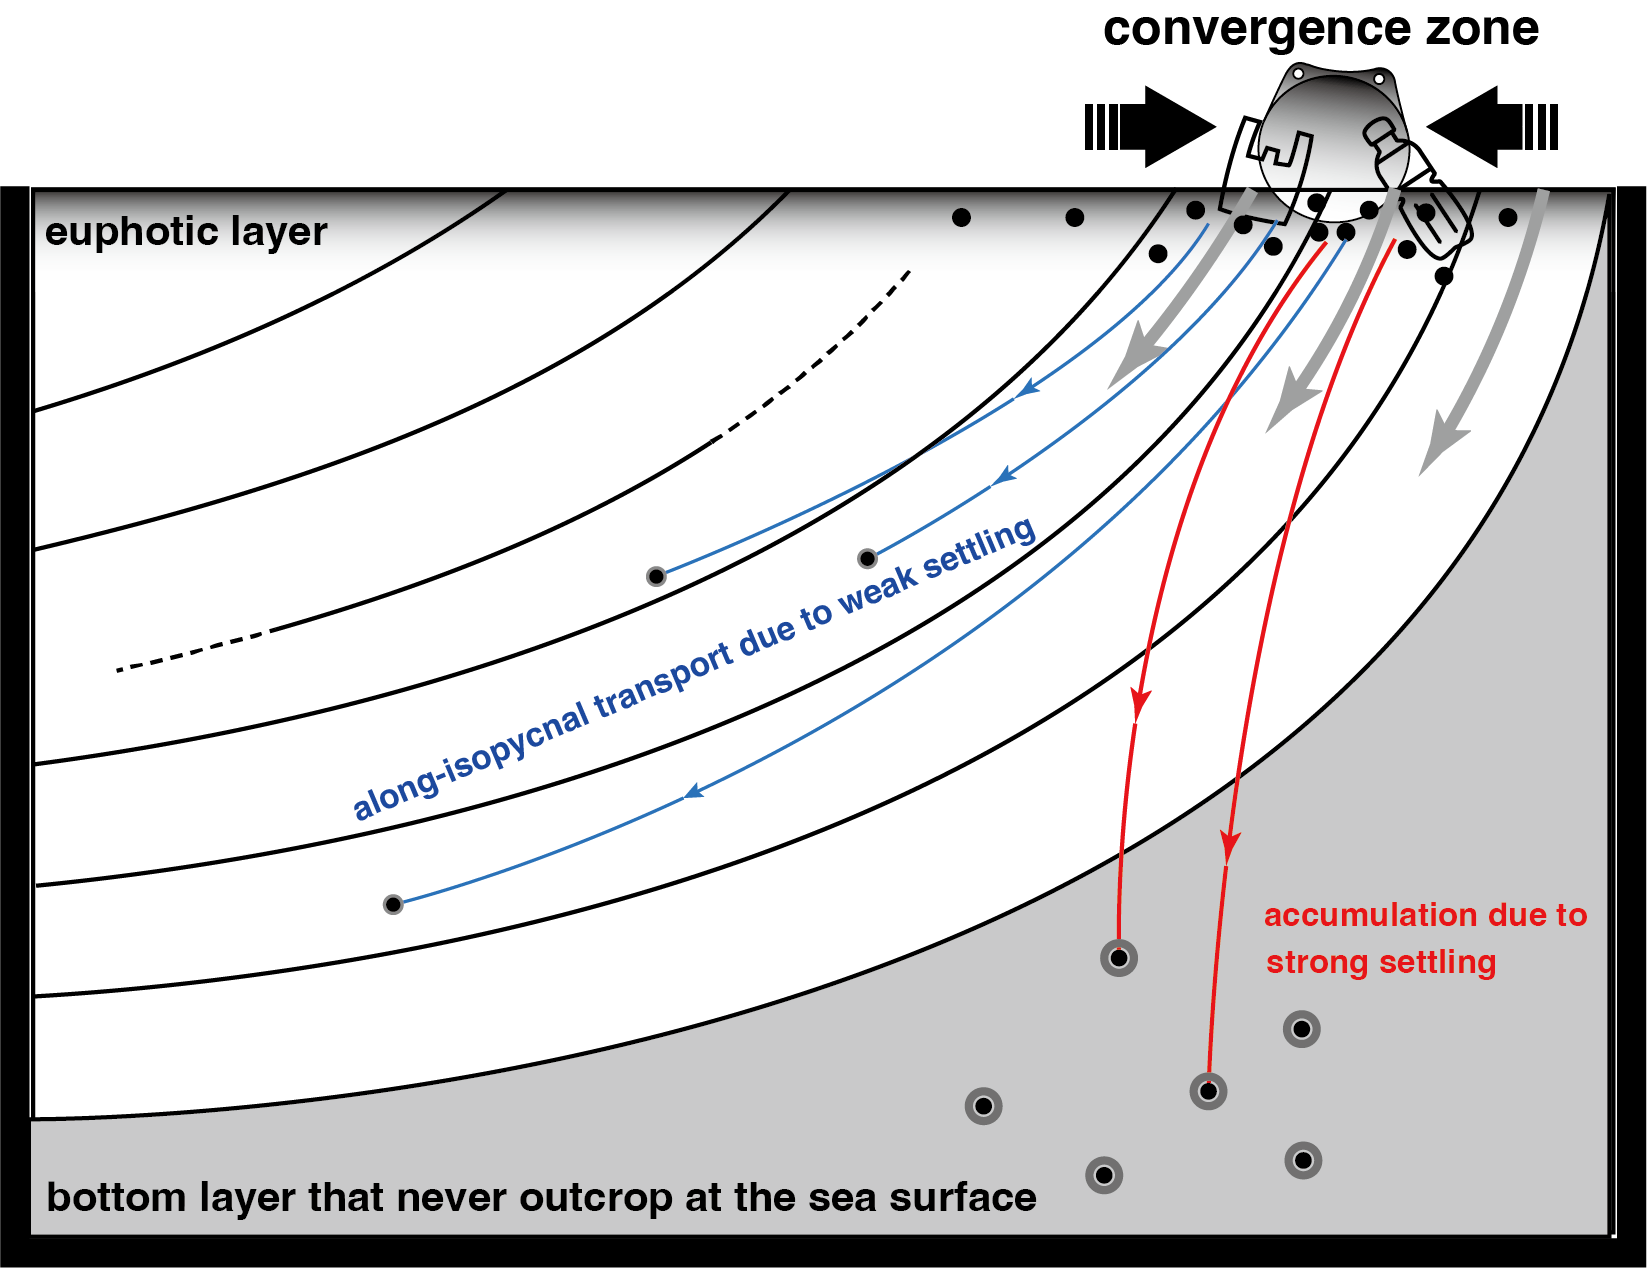 convergence zone
euphotic layer
along-isopycnal transport due to weak settling
accumulation due to
strong settling
bottom layer that never outcrop at the sea surface